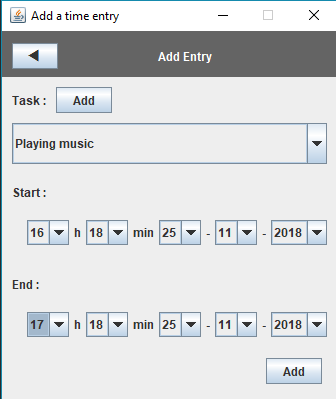 Add a time entry
Add Entry
Task : Add
Playing music
Start :
16 h 18 min 25 - 11 - 2018
End :
17 h 18 min 25 - 11 - 2018
Add